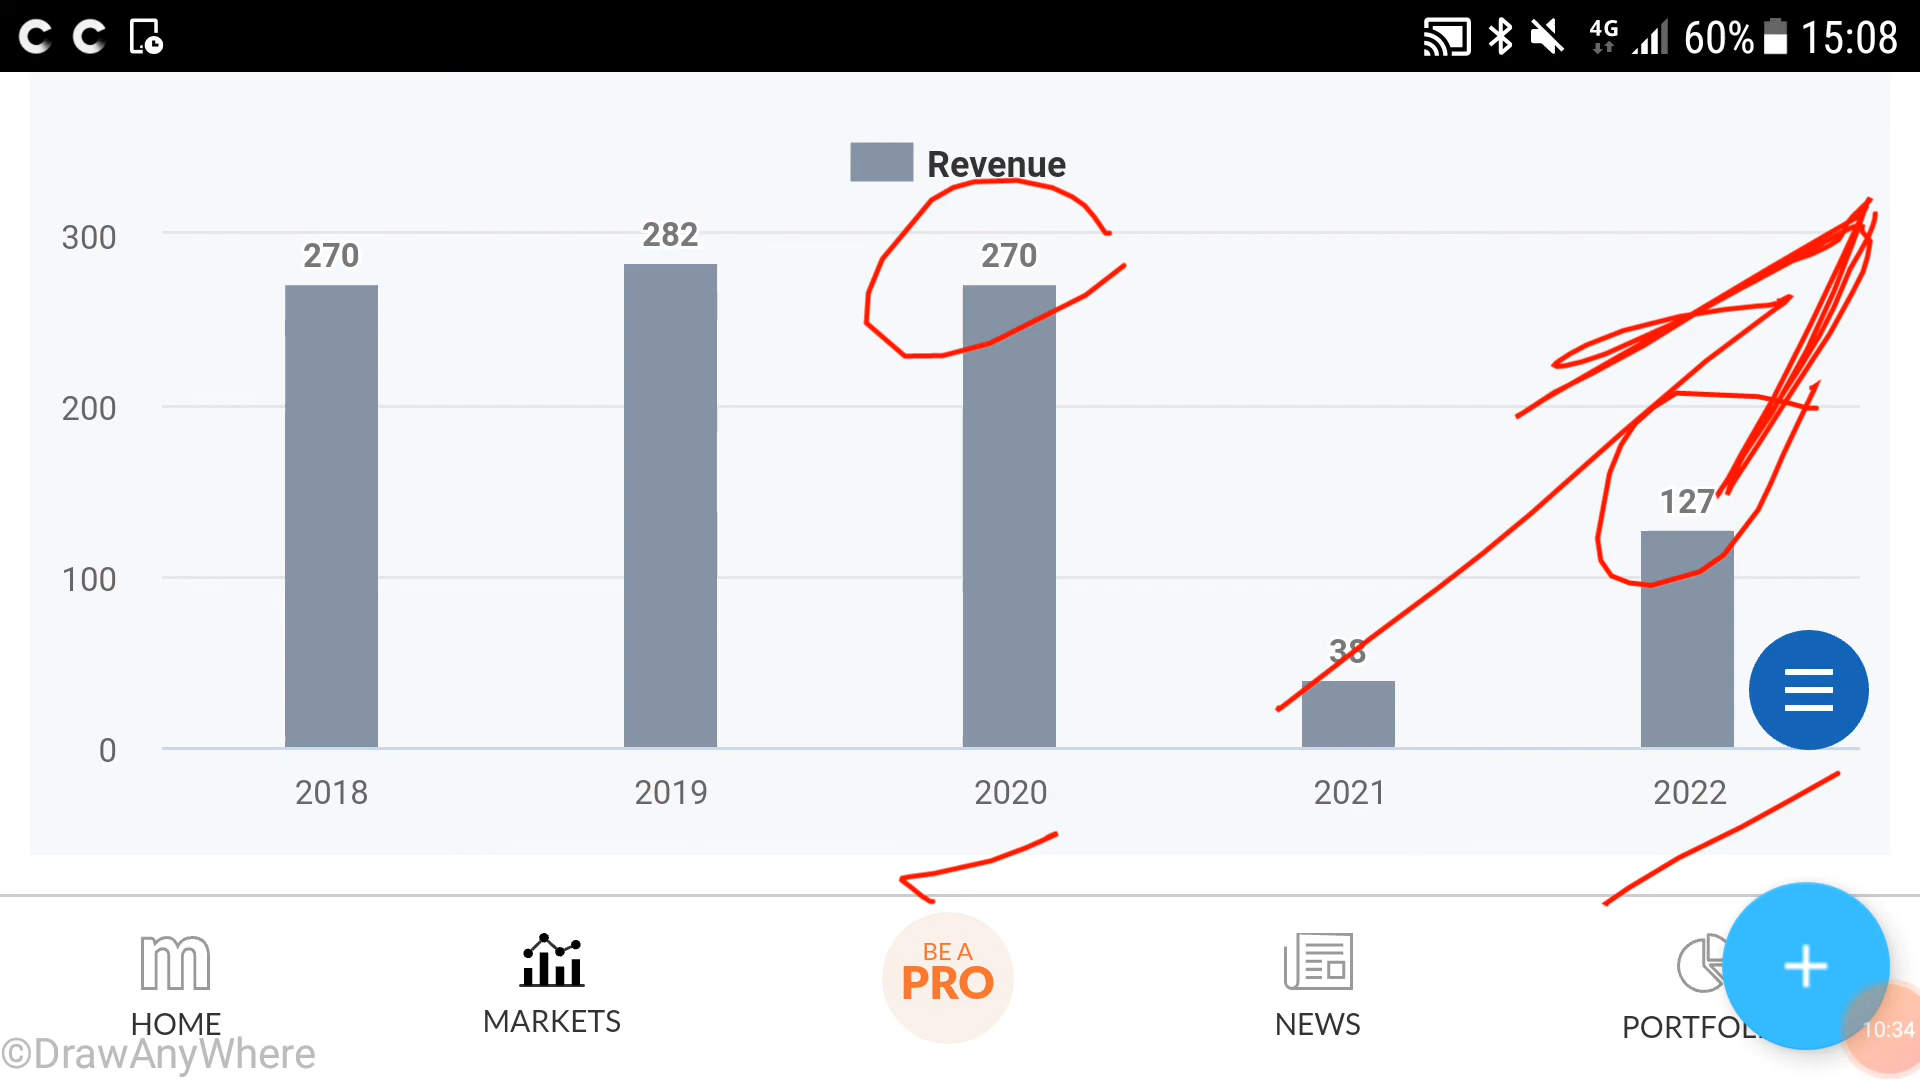 4G 60% 15:08
Revenue
300
200
100
0
270
282
270
38
127
2018 2019 2020 2021 2022
HOME
MARKETS
BE A
PRO
NEWS
PORTFOL
10:34
©DrawAnyWhere